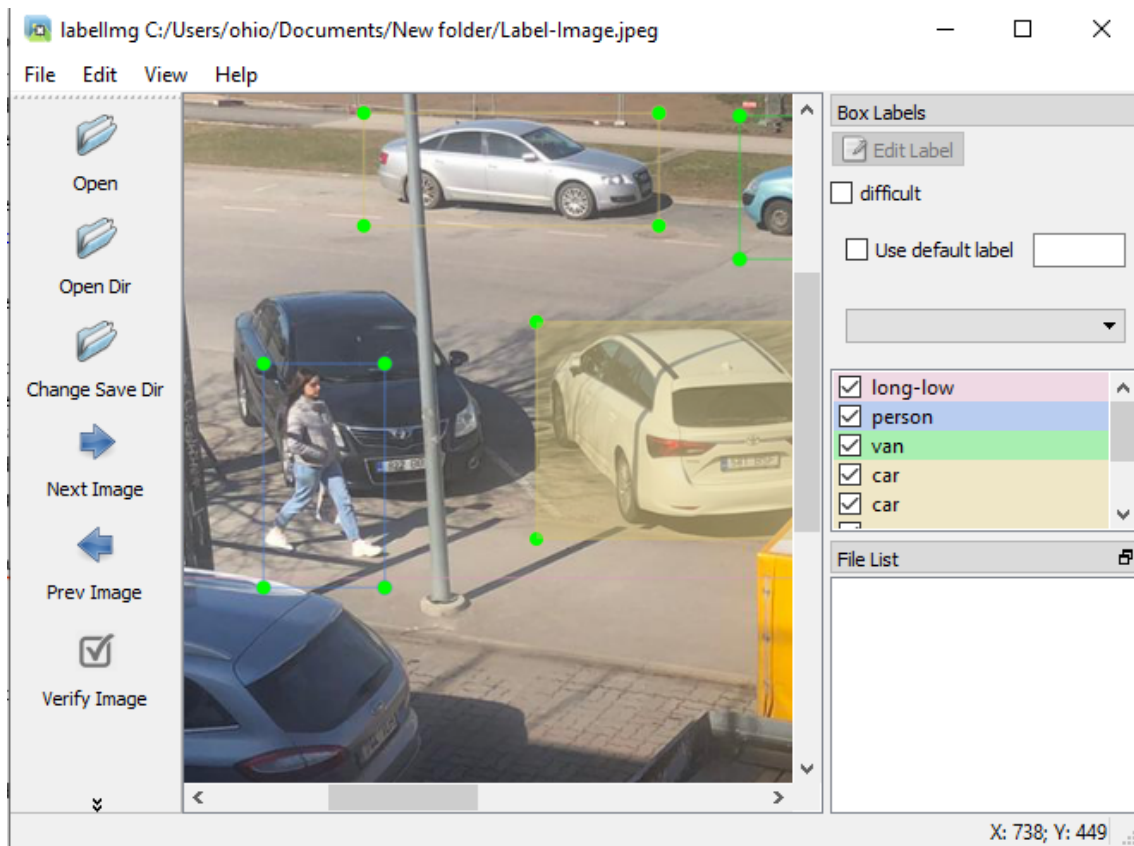 labelImg C:/Users/ohio/Documents/New folder/Label-Image.jpeg
File Edit View Help
Open
Open Dir
Change Save Dir
Next Image
Prev Image
Verify Image
Box Labels
Edit Label
difficult
Use default label
long-low
person
van
car
car
File List
X: 738; Y: 449